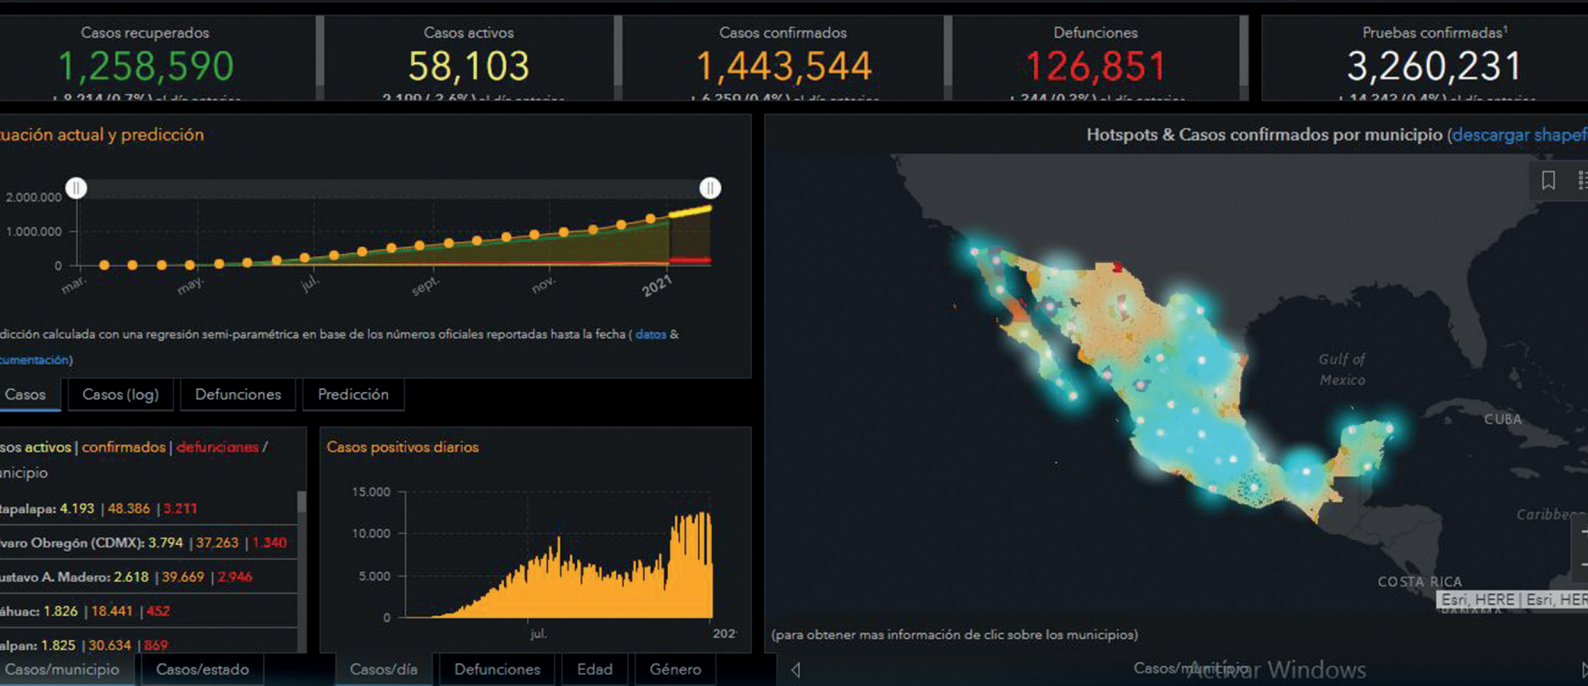 Casos recuperados
1,258,590
Casos activos
58,103
Casos confirmados
1,443,544
Defunciones
126,851
Pruebas confirmadas¹
3,260,231
uación actual y predicción
2.000.000
1.000.000
0
mar.
may.
jul.
sept.
nov.
2021
dicción calculada con una regresión semi-paramétrica en base de los números oficiales reportadas hasta la fecha ( datos &
cumentación)
Casos
Casos (log)
Defunciones
Predicción
sos activos | confirmados | defunciones /
unicipio
tapalapa: 4.193 | 48.386 | 3.211
lvaro Obregón (CDMX): 3.794 | 37.263 | 1.340
ustavo A. Madero: 2.618 | 39.669 | 2.946
áhuac: 1.826 | 18.441 | 452
alpan: 1.825 | 30.634 | 869
Casos/municipio
Casos/estado
Casos positivos diarios
15.000
10.000
5.000
0
jul.
202
Casos/día
Defunciones
Edad
Género
Hotspots & Casos confirmados por municipio (descargar shapef
Gulf of
Mexico
CUBA
Caribbe
COSTA RICA
PANAMA
Esri, HERE | Esri, HER
(para obtener mas información de clic sobre los municipios)
Casos/municipio
Activar Windows